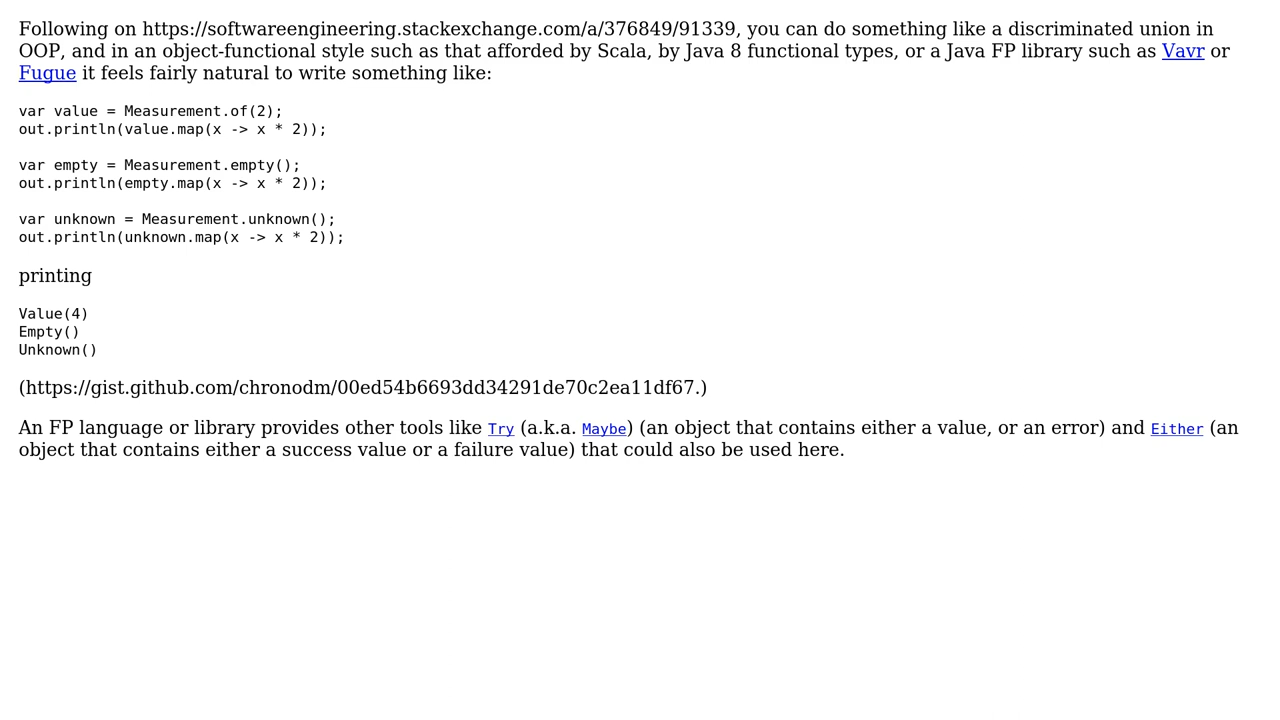 Following on https://softwareengineering.stackexchange.com/a/376849/91339, you can do something like a discriminated union in
OOP, and in an object-functional style such as that afforded by Scala, by Java 8 functional types, or a Java FP library such as Vavr or
Fugue it feels fairly natural to write something like:
var value = Measurement.of(2);
out.println(value.map(x -> x * 2));
var empty = Measurement.empty();
out.println(empty.map(x -> x * 2));
var unknown = Measurement.unknown();
out.println(unknown.map(x -> x * 2));
printing
Value(4)
Empty()
Unknown()
(https://gist.github.com/chronodm/00ed54b6693dd34291de70c2ea11df67.)
An FP language or library provides other tools like Try (a.k.a. Maybe) (an object that contains either a value, or an error) and Either (an
object that contains either a success value or a failure value) that could also be used here.